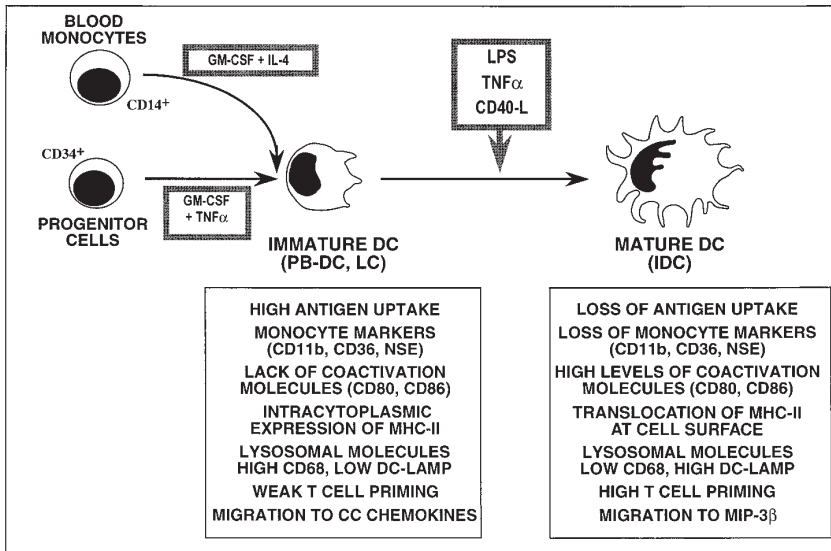 BLOOD
MONOCYTES
CD14+
GM-CSF + IL-4
CD34+
PROGENITOR
CELLS
GM-CSF
+ TNFα
LPS
TNFα
CD40-L
IMMATURE DC
(PB-DC, LC)
MATURE DC
(IDC)
HIGH ANTIGEN UPTAKE
MONOCYTE MARKERS
(CD11b, CD36, NSE)
LACK OF COACTIVATION
MOLECULES (CD80, CD86)
INTRACYTOPLASMIC
EXPRESSION OF MHC-II
LYSOSOMAL MOLECULES
HIGH CD68, LOW DC-LAMP
WEAK T CELL PRIMING
MIGRATION TO CC CHEMOKINES
LOSS OF ANTIGEN UPTAKE
LOSS OF MONOCYTE MARKERS
(CD11b, CD36, NSE)
HIGH LEVELS OF COACTIVATION
MOLECULES (CD80, CD86)
TRANSLOCATION OF MHC-II
AT CELL SURFACE
LYSOSOMAL MOLECULES
LOW CD68, HIGH DC-LAMP
HIGH T CELL PRIMING
MIGRATION TO MIP-3β